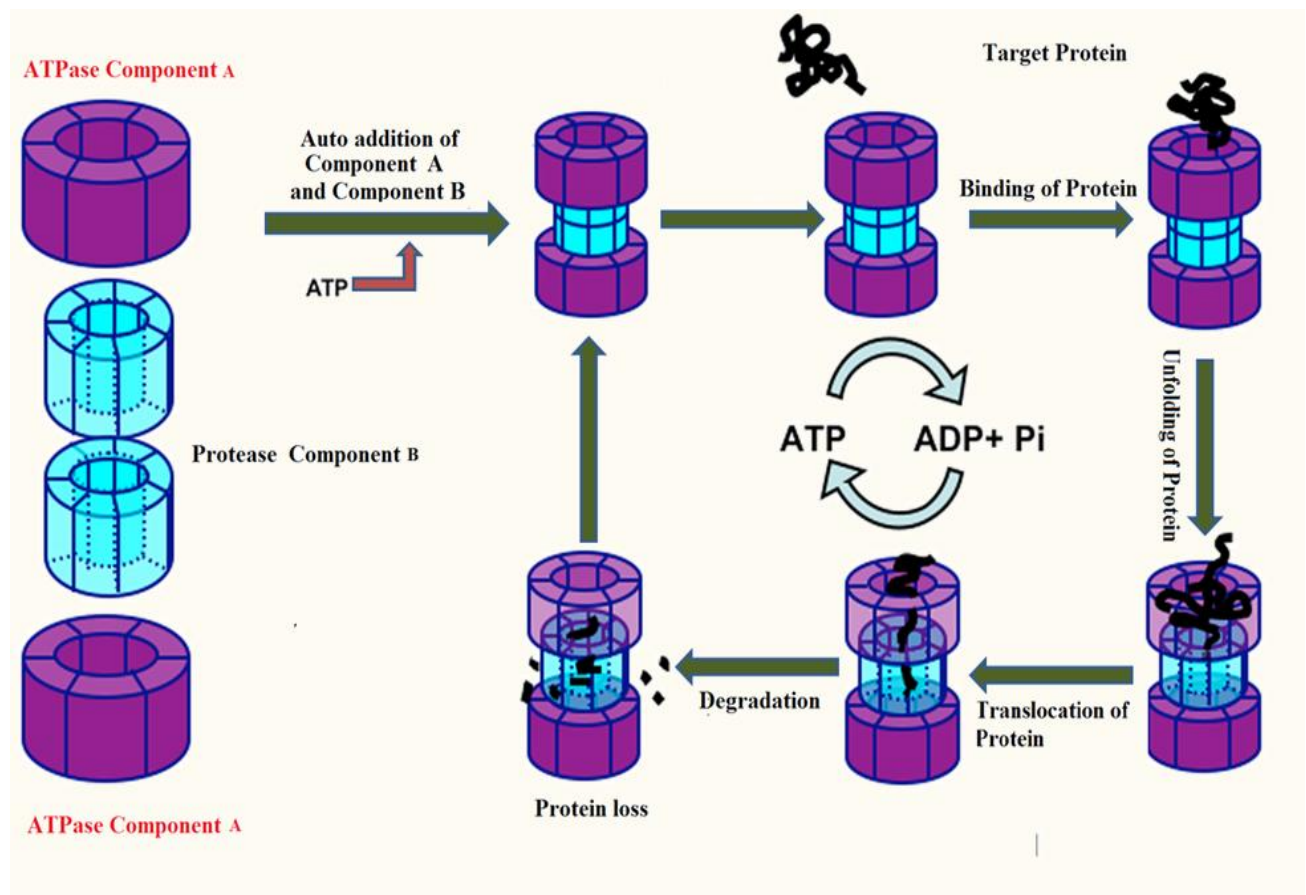 ATPase Component A
Auto addition of
Component A
and Component B
ATP
Target Protein
Binding of Protein
Unfolding of Protein
Protease Component B
ATP
ADP+ Pi
Translocation of
Protein
Degradation
Protein loss
ATPase Component A